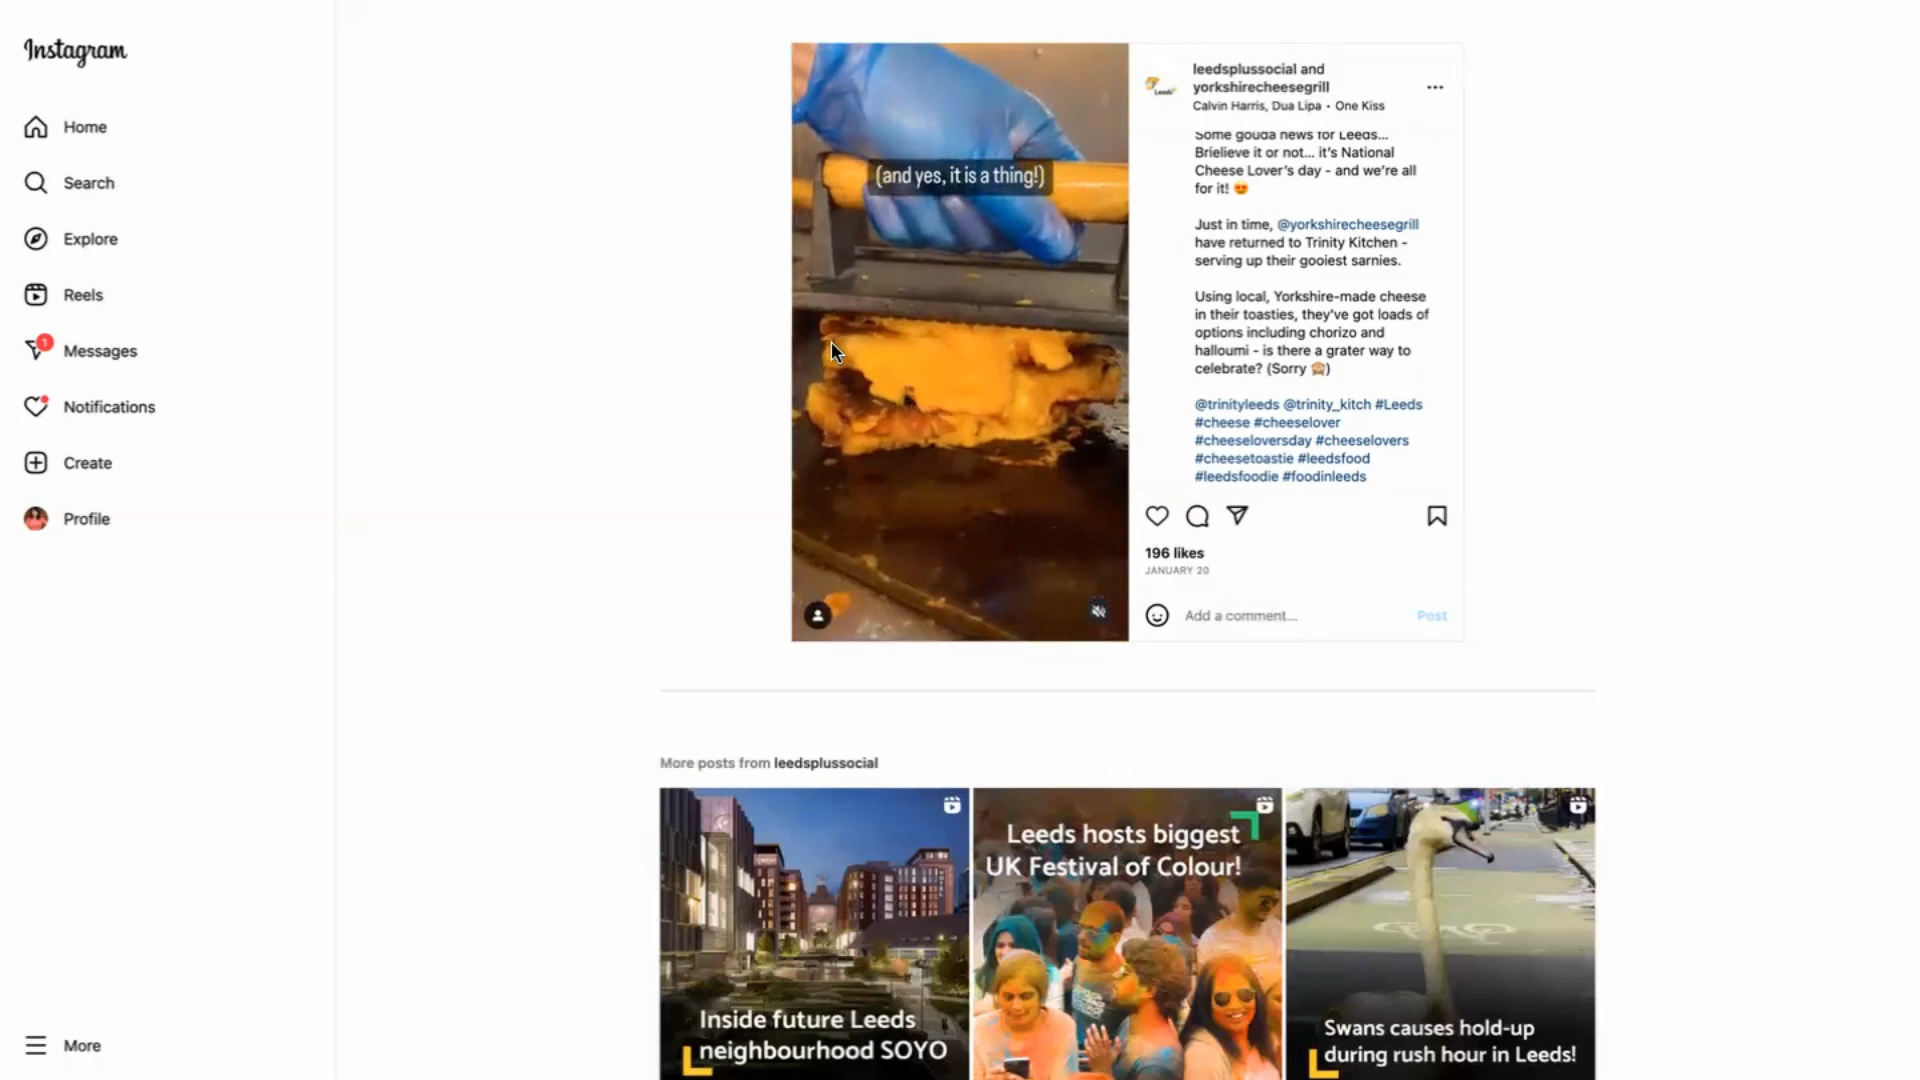 Instagram
Home
Search
Explore
Reels
1
Messages
Notifications
Create
Profile
More
(and yes, it is a thing!)
leedsplussocial and
yorkshirecheesegrill
Calvin Harris, Dua Lipa • One Kiss
Some gouda news for Leeds...
Brielieve it or not... it's National
Cheese Lover's day - and we're all
for it! 😍
Just in time, @yorkshirecheesegrill
have returned to Trinity Kitchen -
serving up their gooiest sarnies.
Using local, Yorkshire-made cheese
in their toasties, they've got loads of
options including chorizo and
halloumi - is there a grater way to
celebrate? (Sorry 🙈)
@trinityleeds @trinity_kitch #Leeds
#cheese #cheeselover
#cheeseloversday #cheeselovers
#cheesetoastie #leedsfood
#leedsfoodie #foodinleeds
196 likes
JANUARY 20
Add a comment...
Post
More posts from leedsplussocial
Inside future Leeds
neighbourhood SOYO
Leeds hosts biggest
UK Festival of Colour!
Swans causes hold-up
during rush hour in Leeds!